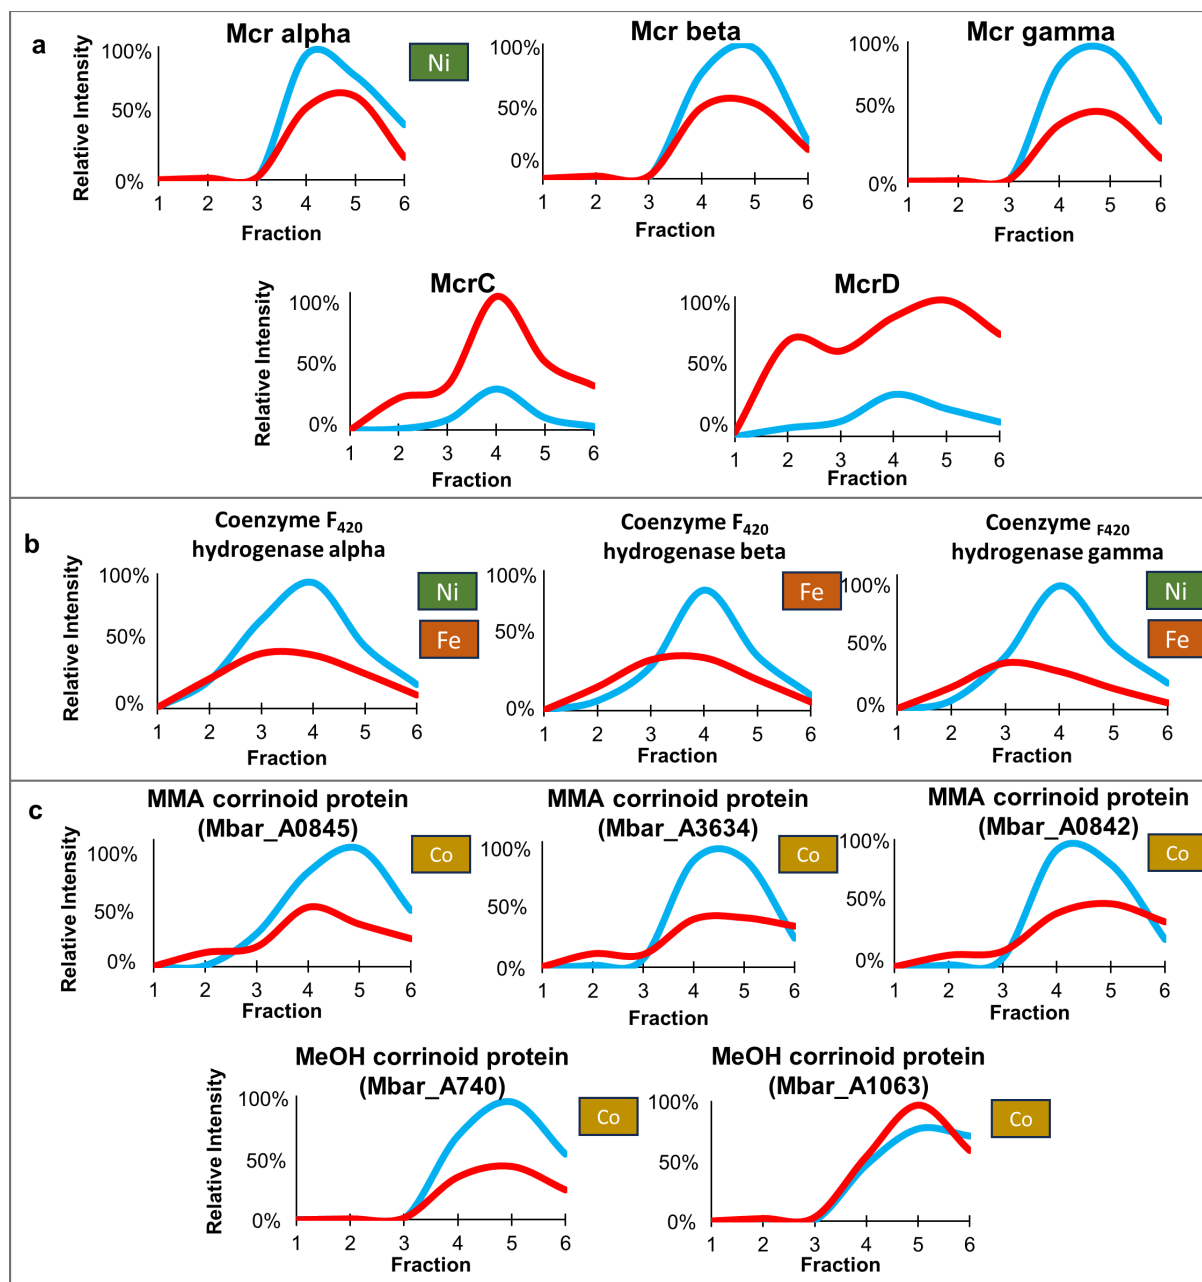 a
Mcr alpha
Mcr beta
Mcr gamma
Ni
Relative Intensity
100%
50%
0%
1 2 3 4 5 6
Fraction
100%
50%
0%
1 2 3 4 5 6
Fraction
100%
50%
0%
1 2 3 4 5 6
Fraction
McrC
McrD
Relative Intensity
100%
50%
0%
1 2 3 4 5 6
Fraction
100%
50%
0%
1 2 3 4 5 6
Fraction
b
Coenzyme F420
hydrogenase alpha
Coenzyme F420
hydrogenase beta
Coenzyme F420
hydrogenase gamma
Relative Intensity
100%
50%
0%
1 2 3 4 5 6
Fraction
Ni
Fe
100%
50%
0%
1 2 3 4 5 6
Fraction
Fe
100%
50%
0%
1 2 3 4 5 6
Fraction
Ni
Fe
c
MMA corrinoid protein
(Mbar_A0845)
MMA corrinoid protein
(Mbar_A3634)
MMA corrinoid protein
(Mbar_A0842)
Relative Intensity
100%
50%
0%
1 2 3 4 5 6
Fraction
Co
100%
50%
0%
1 2 3 4 5 6
Fraction
Co
100%
50%
0%
1 2 3 4 5 6
Fraction
Co
MeOH corrinoid protein
(Mbar_A740)
MeOH corrinoid protein
(Mbar_A1063)
Relative Intensity
100%
50%
0%
1 2 3 4 5 6
Fraction
Co
100%
50%
0%
1 2 3 4 5 6
Fraction
Co